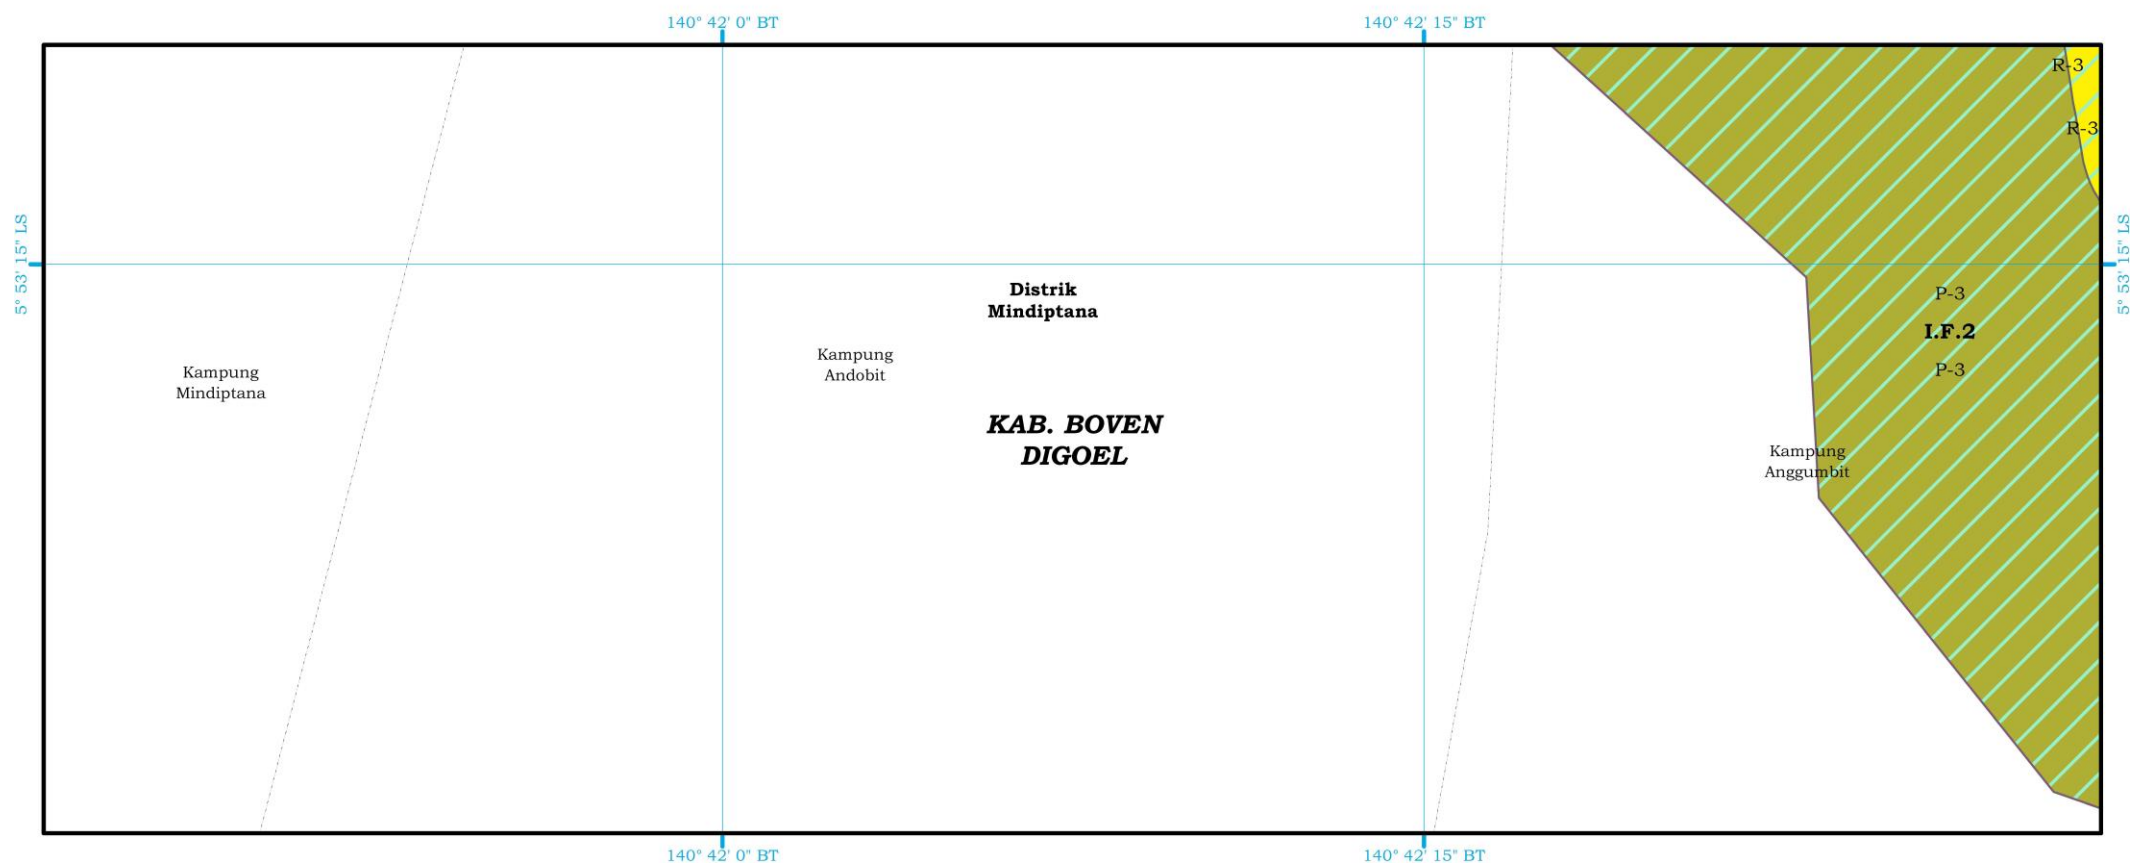 140° 42' 0" BT
140° 42' 15" BT
R-3
R-3
5° 53' 15" LS
5° 53' 15" LS
Distrik
Mindiptana
P-3
I.F.2
P-3
Kampung
Andobit
Kampung
Mindiptana
KAB. BOVEN
DIGOEL
Kampung
Anggumbit
140° 42' 0" BT
140° 42' 15" BT